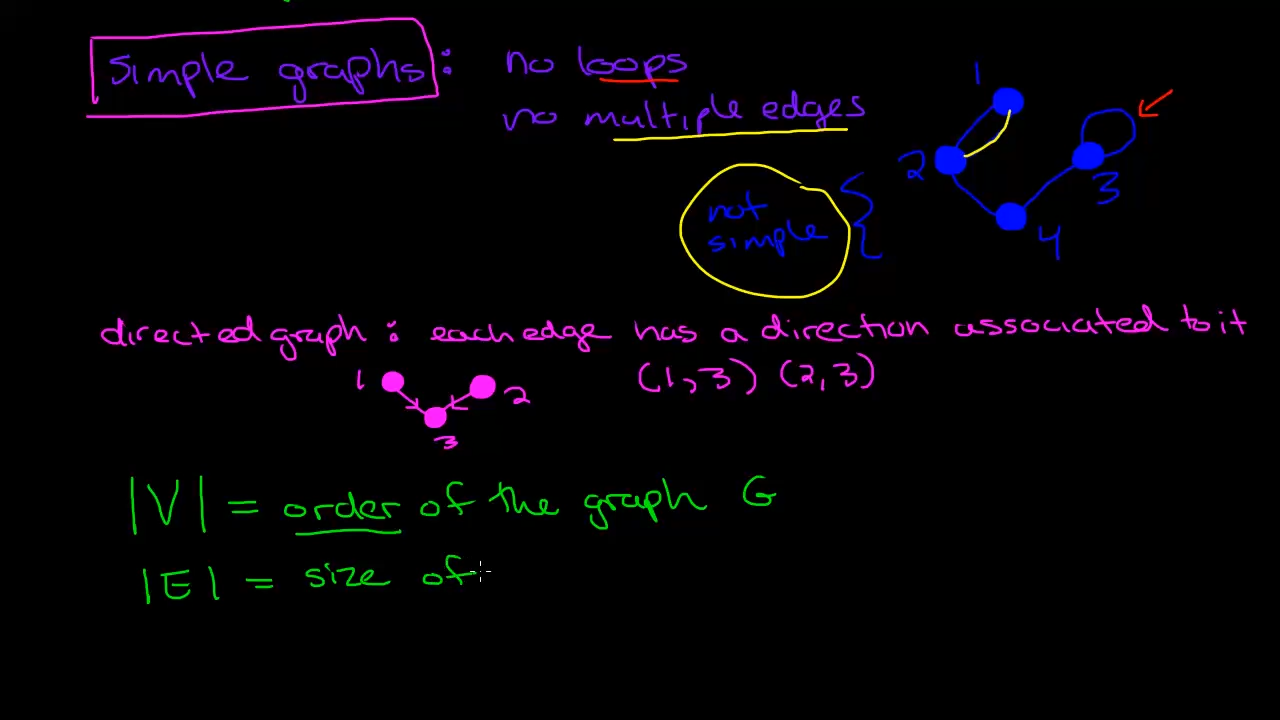 simple graphs: no loops
no multiple edges
1
2
3
4
not
simple
directed graph: each edge has a direction associated to it
(1,3) (2,3)
1
2
3
|V| = order of the graph G
|E| = size of